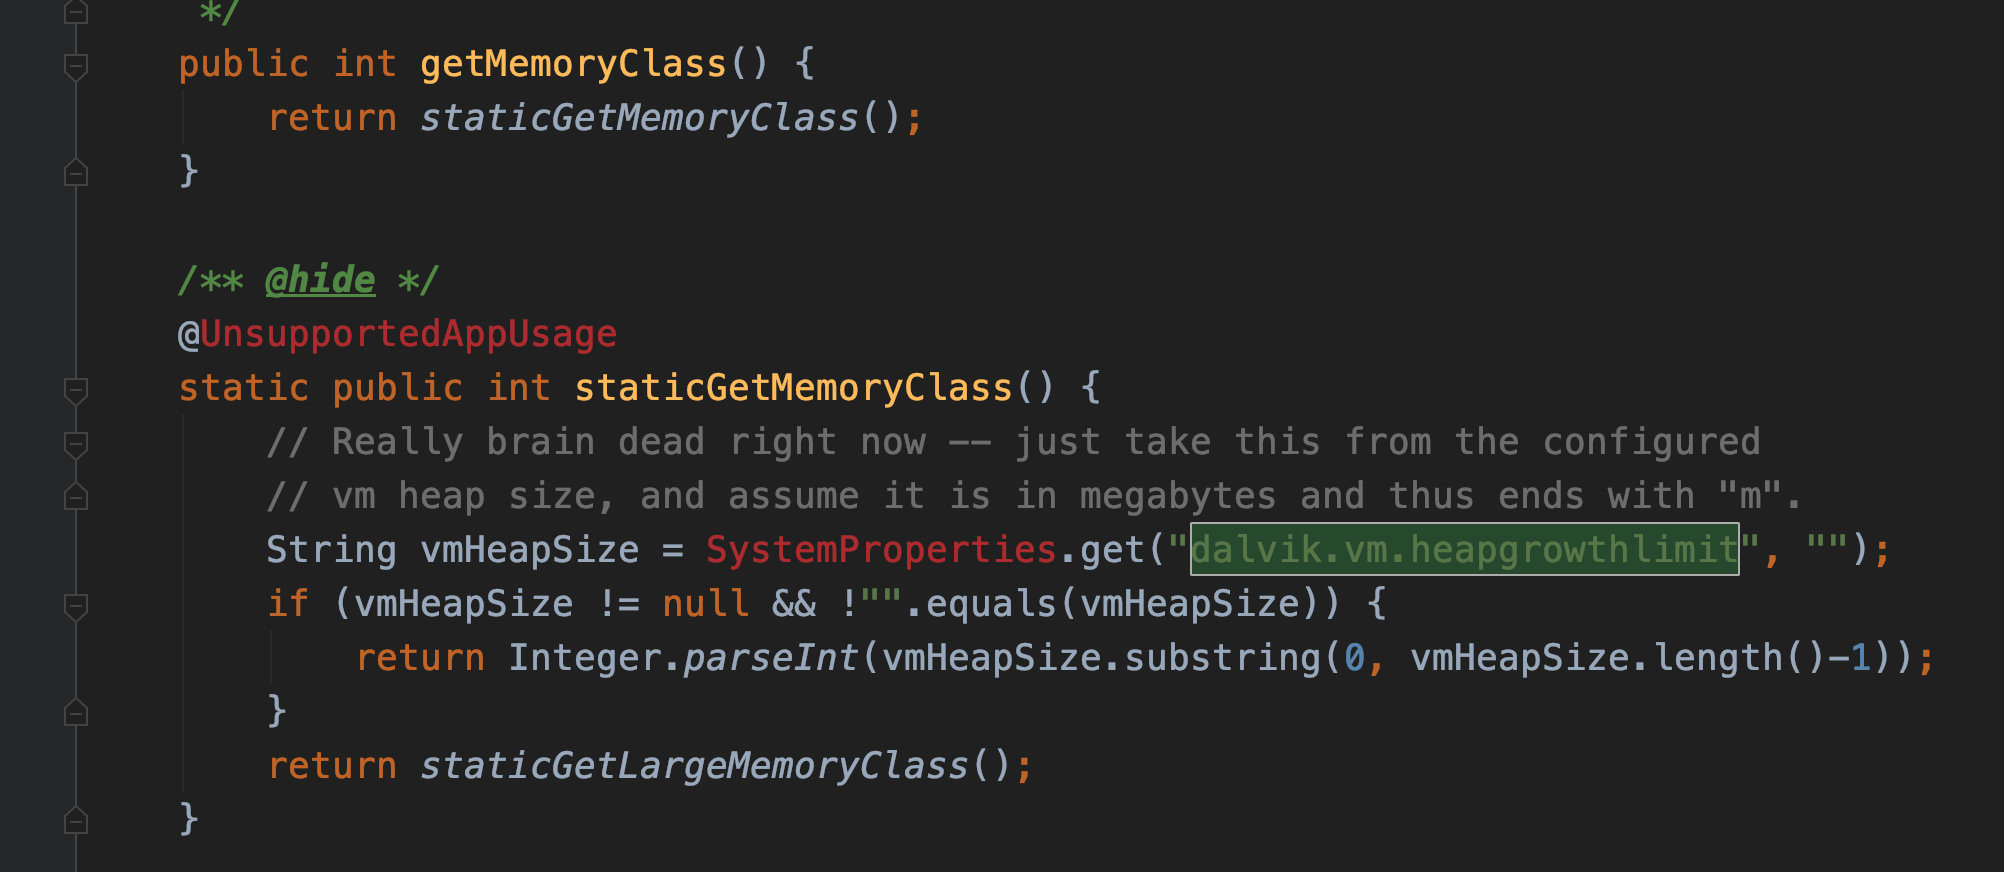 */
public int getMemoryClass() {
return staticGetMemoryClass();
}
/** @hide */
@UnsupportedAppUsage
static public int staticGetMemoryClass() {
// Really brain dead right now -- just take this from the configured
// vm heap size, and assume it is in megabytes and thus ends with "m".
String vmHeapSize = SystemProperties.get("dalvik.vm.heapgrowthlimit", "");
if (vmHeapSize != null && !"".equals(vmHeapSize)) {
return Integer.parseInt(vmHeapSize.substring(0, vmHeapSize.length()-1));
}
return staticGetLargeMemoryClass();
}